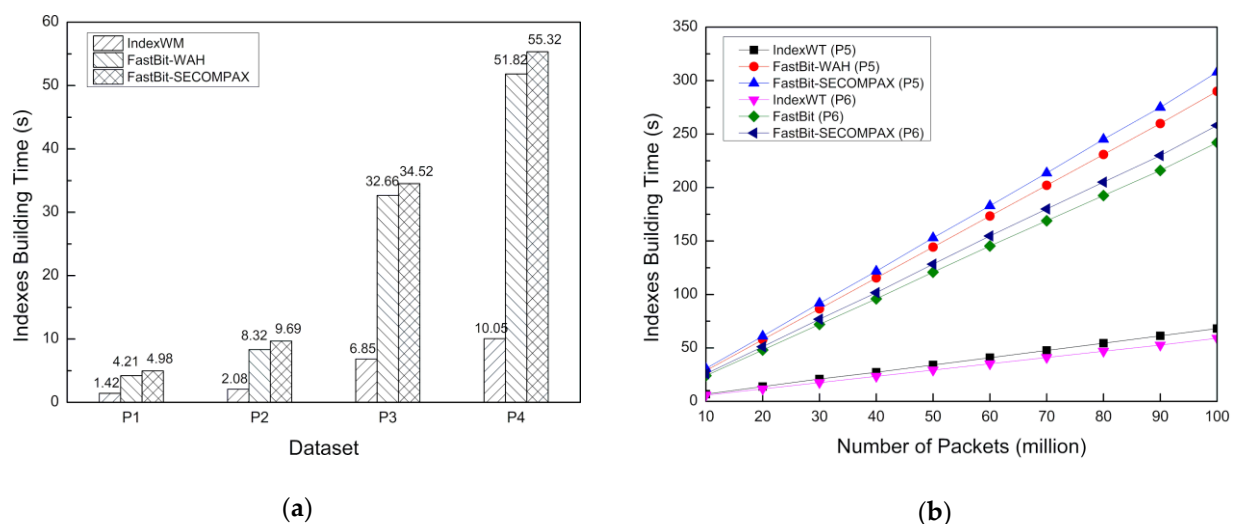 60
50
40
30
20
10
0
Indexes Building Time (s)
IndexWM
FastBit-WAH
FastBit-SECOMPAX
1.42
4.21
4.98
2.08
8.32
9.69
6.85
32.66
34.52
10.05
51.82
55.32
P1
P2
P3
P4
Dataset
(a)
350
300
250
200
150
100
50
0
Indexes Building Time (s)
IndexWT (P5)
FastBit-WAH (P5)
FastBit-SECOMPAX (P5)
IndexWT (P6)
FastBit (P6)
FastBit-SECOMPAX (P6)
10
20
30
40
50
60
70
80
90
100
Number of Packets (million)
(b)